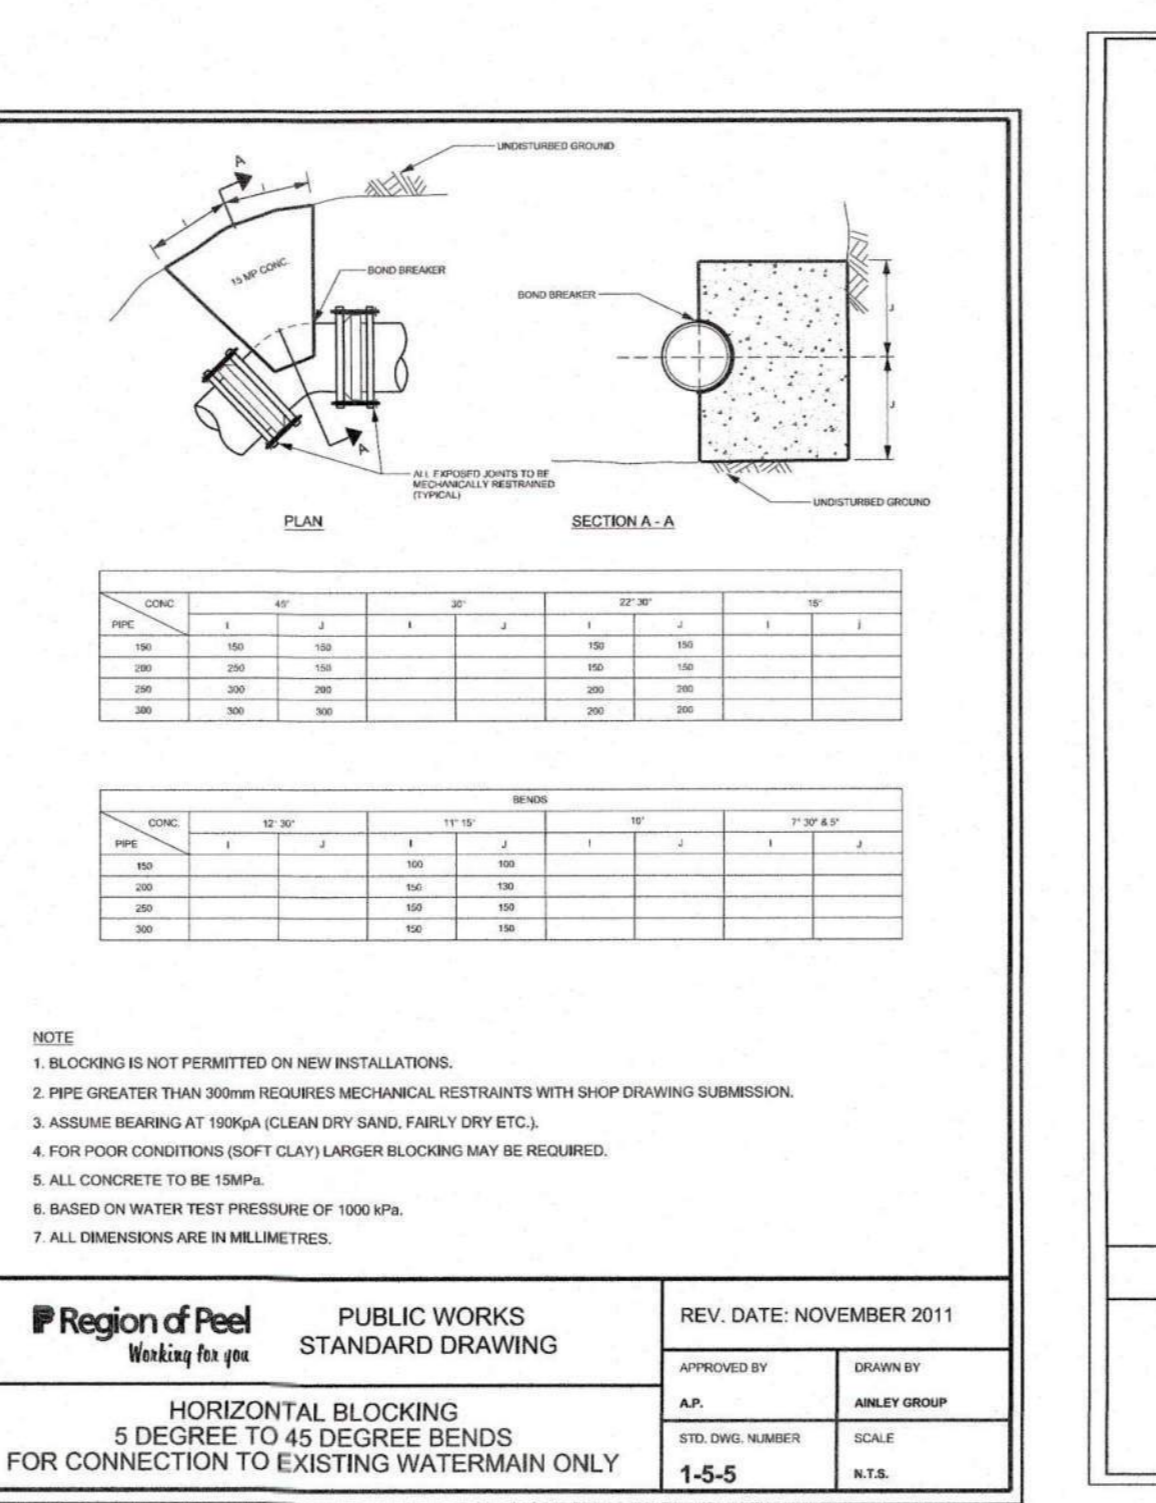 UNDISTURBED GROUND
A
I
I
15 MP CONC.
BOND BREAKER
BOND BREAKER
J
J
A
ALL EXPOSED JOINTS TO BE
MECHANICALLY RESTRAINED
(TYPICAL)
UNDISTURBED GROUND
PLAN
SECTION A - A
CONC 45° 30° 22° 30" 15°
PIPE I J I J I J I j
150 150 150 150 150
200 250 150 150 150
250 300 200 200 200
300 300 300 200 200
BENDS
CONC. 12° 30" 11° 15' 10° 7° 30" & 5°
PIPE I J I J I J I J
150 100 100
200 150 130
250 150 150
300 150 150
NOTE
1. BLOCKING IS NOT PERMITTED ON NEW INSTALLATIONS.
2. PIPE GREATER THAN 300mm REQUIRES MECHANICAL RESTRAINTS WITH SHOP DRAWING SUBMISSION.
3. ASSUME BEARING AT 190KpA (CLEAN DRY SAND, FAIRLY DRY ETC.).
4. FOR POOR CONDITIONS (SOFT CLAY) LARGER BLOCKING MAY BE REQUIRED.
5. ALL CONCRETE TO BE 15MPa.
6. BASED ON WATER TEST PRESSURE OF 1000 kPa.
7. ALL DIMENSIONS ARE IN MILLIMETRES.
Region of Peel
Working for you
PUBLIC WORKS
STANDARD DRAWING
REV. DATE: NOVEMBER 2011
APPROVED BY
A.P.
DRAWN BY
AINLEY GROUP
HORIZONTAL BLOCKING
5 DEGREE TO 45 DEGREE BENDS
FOR CONNECTION TO EXISTING WATERMAIN ONLY
STD. DWG. NUMBER
1-5-5
SCALE
N.T.S.